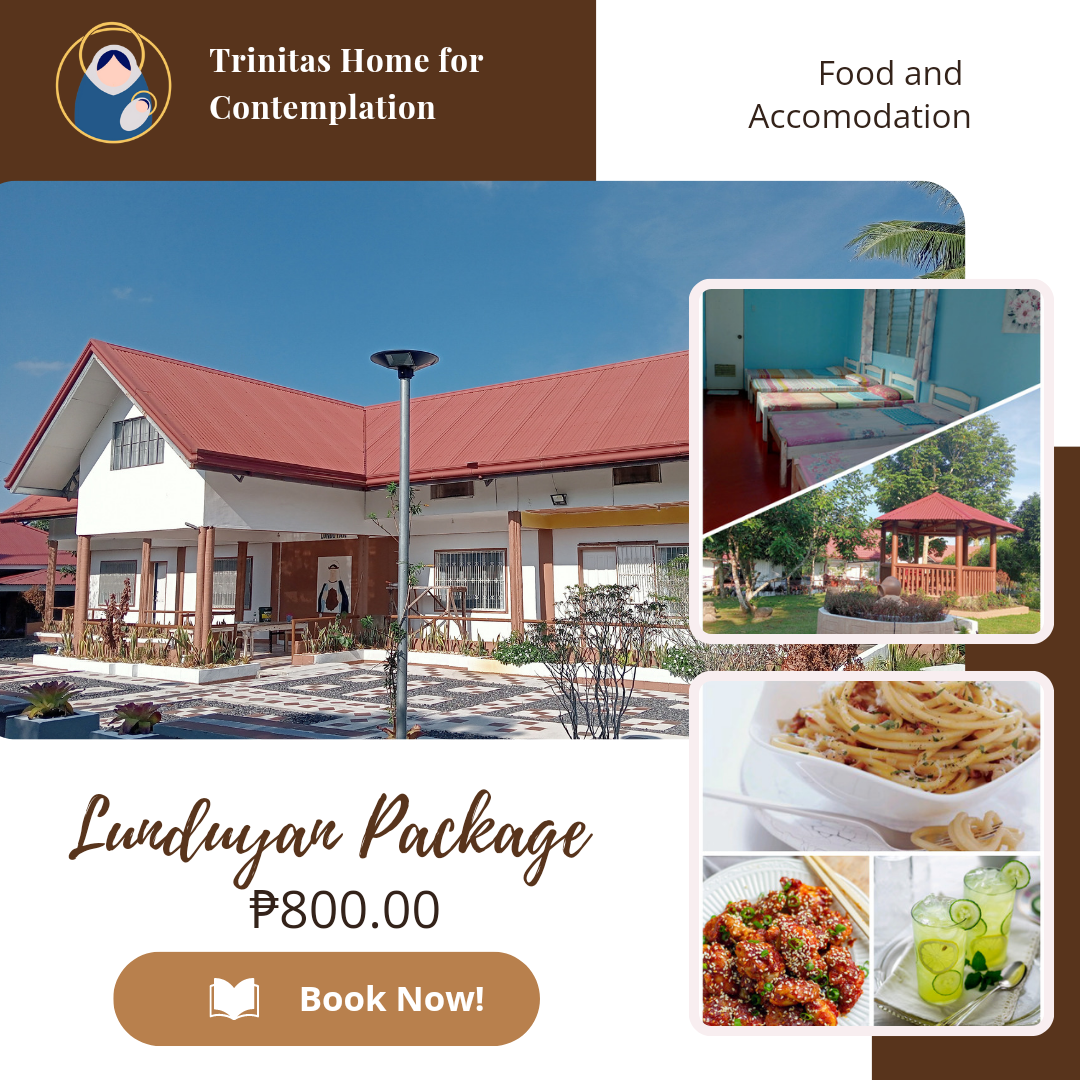 Trinitas Home for
Contemplation
Food and
Accomodation
Lunduyan Package
₱800.00
Book Now!